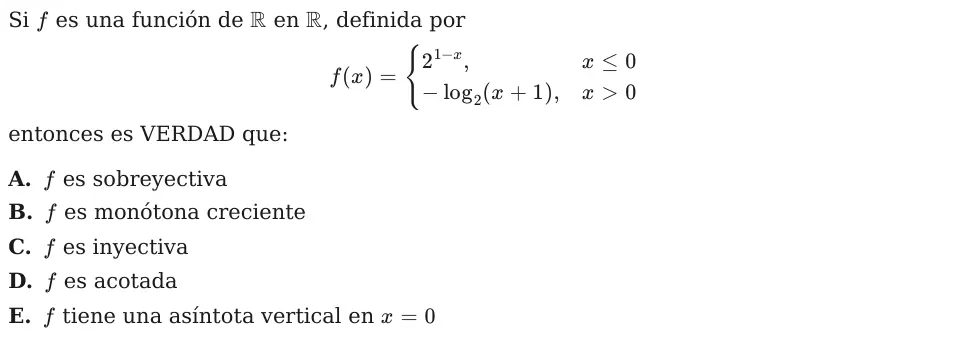 Si f es una función de ℝ en ℝ, definida por
f(x) = { 2^{1−x}, x ≤ 0
− log₂(x + 1), x > 0
entonces es VERDAD que:
A. f es sobreyectiva
B. f es monótona creciente
C. f es inyectiva
D. f es acotada
E. f tiene una asíntota vertical en x = 0